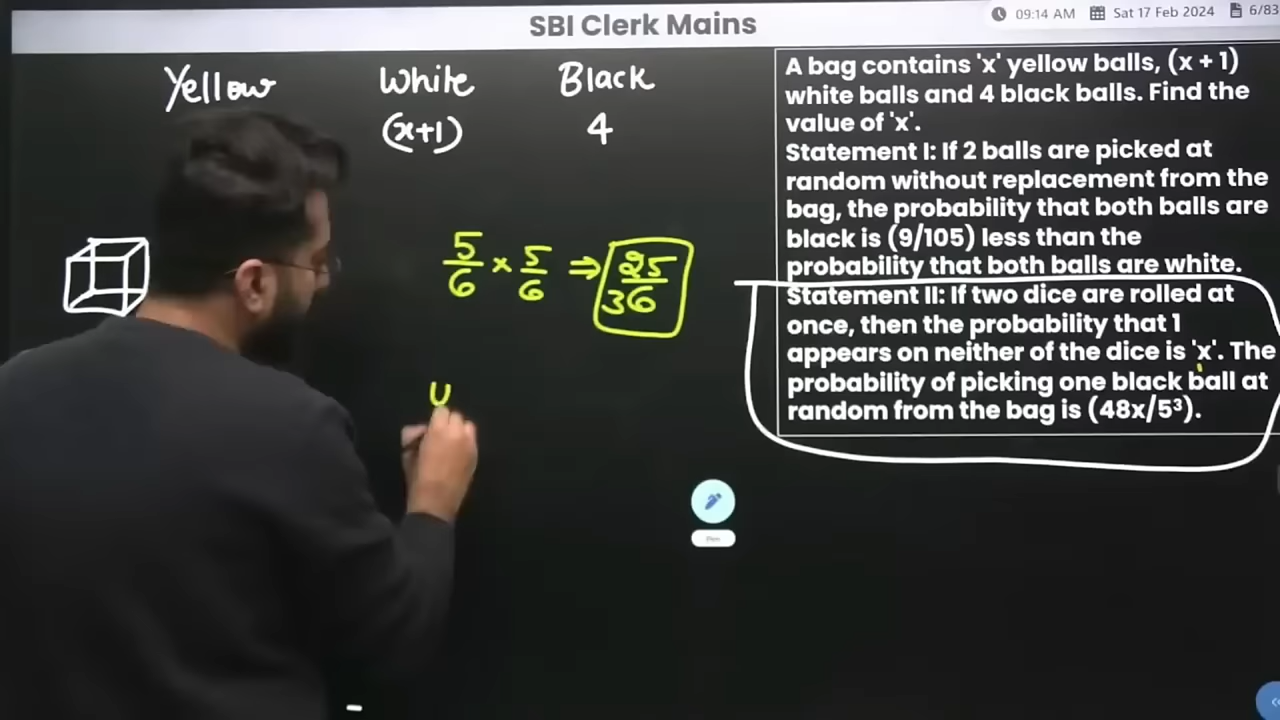 SBI Clerk Mains
09:14 AM Sat 17 Feb 2024 6/83
Yellow White Black
(x+1) 4
5/6 × 5/6 ⇒ 25/36
A bag contains 'x' yellow balls, (x + 1)
white balls and 4 black balls. Find the
value of 'x'.
Statement I: If 2 balls are picked at
random without replacement from the
bag, the probability that both balls are
black is (9/105) less than the
probability that both balls are white.
Statement II: If two dice are rolled at
once, then the probability that 1
appears on neither of the dice is 'x'. The
probability of picking one black ball at
random from the bag is (48x/5³).
Pen